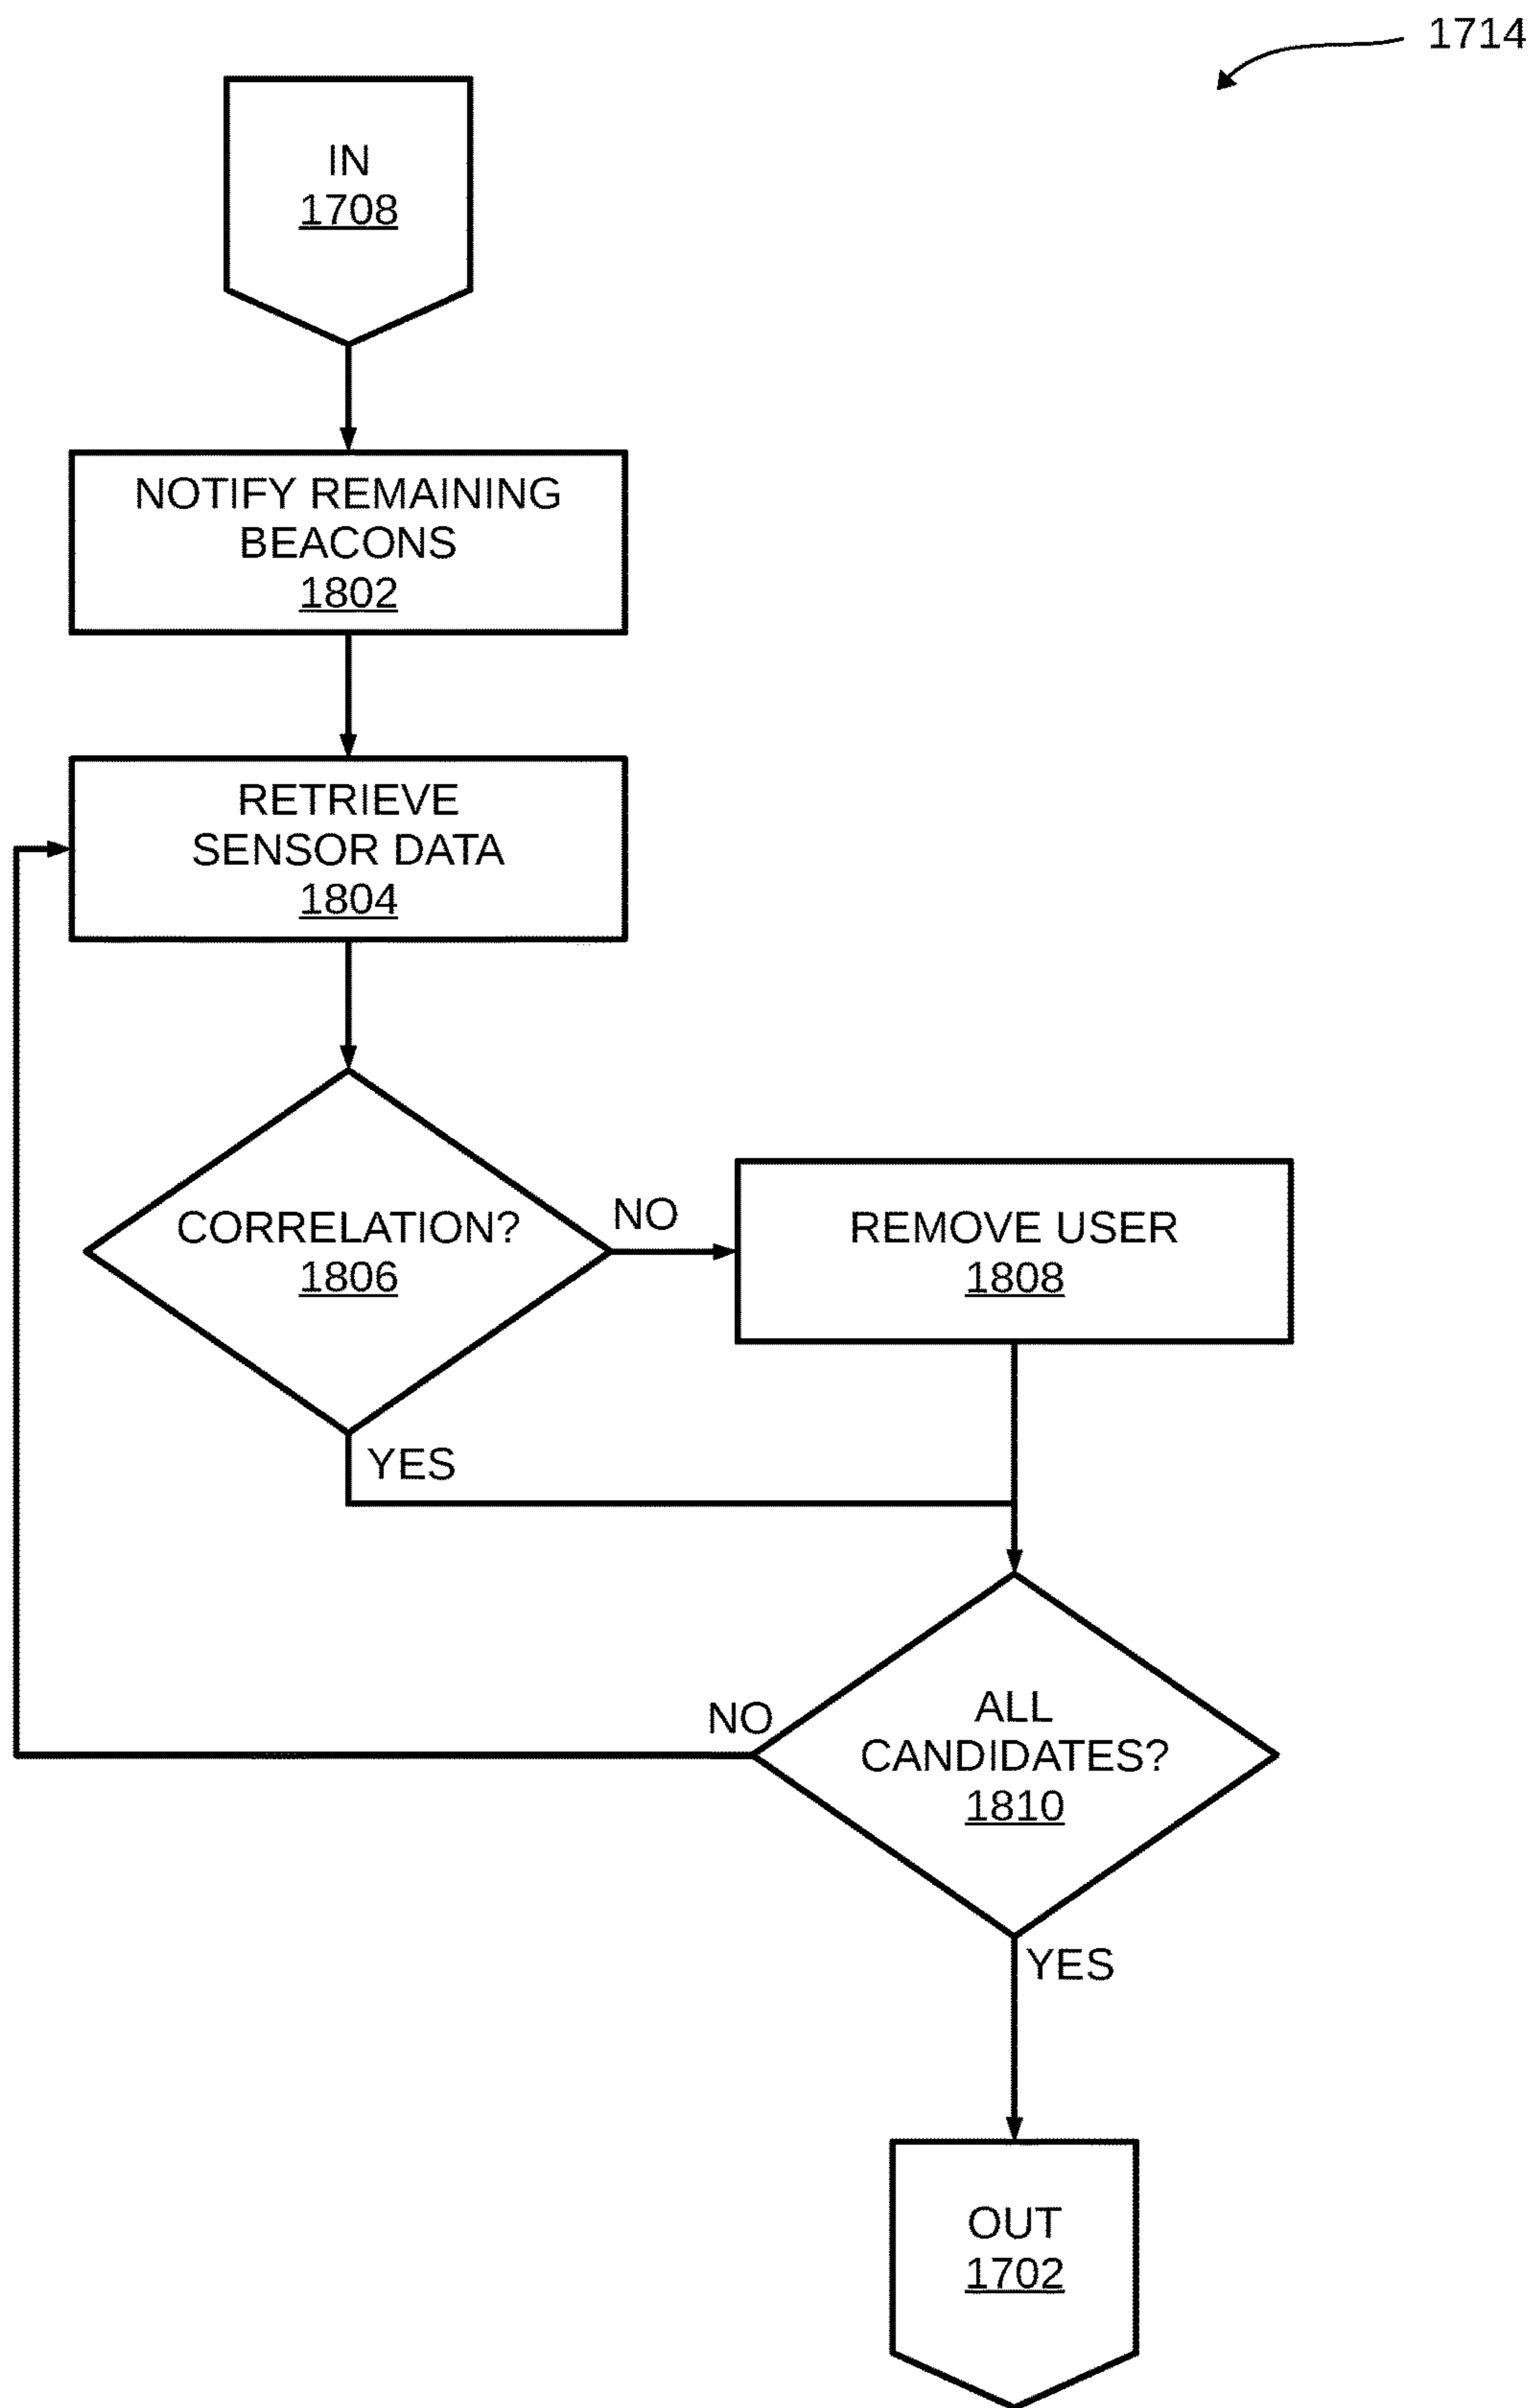 1714
IN
1708
NOTIFY REMAINING
BEACONS
1802
RETRIEVE
SENSOR DATA
1804
CORRELATION?
1806
NO
REMOVE USER
1808
YES
NO
ALL
CANDIDATES?
1810
YES
OUT
1702